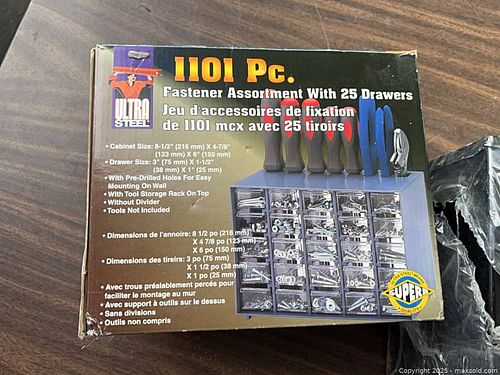 1101 Pc.
Fastener Assortment With 25 Drawers
Jeu d'accessoires de fixation
de 1101 mcx avec 25 tiroirs
ULTRA
STEEL
• Cabinet Size: 8-1/2" (216 mm) X 4-7/8"
(123 mm) X 6" (150 mm)
• Drawer Size: 3" (75 mm) X 1-1/2"
(38 mm) X 1" (25 mm)
• With Pre-Drilled Holes For Easy
Mounting On Wall
• With Tool Storage Rack On Top
• Without Divider
• Tools Not Included
• Dimensions de l'annoire: 8 1/2 po (216 mm)
X 4 7/8 po (123 mm)
X 6 po (150 mm)
• Dimensions des tiroirs: 3 po (75 mm)
X 1 1/2 po (38 mm)
X 1 po (25 mm)
• Avec trous préalablement percés pour
faciliter le montage au mur
• Avec support à outils sur le dessus
• Sans divisions
• Outils non compris
SUPERB
Copyright 2025 - maxsold.com